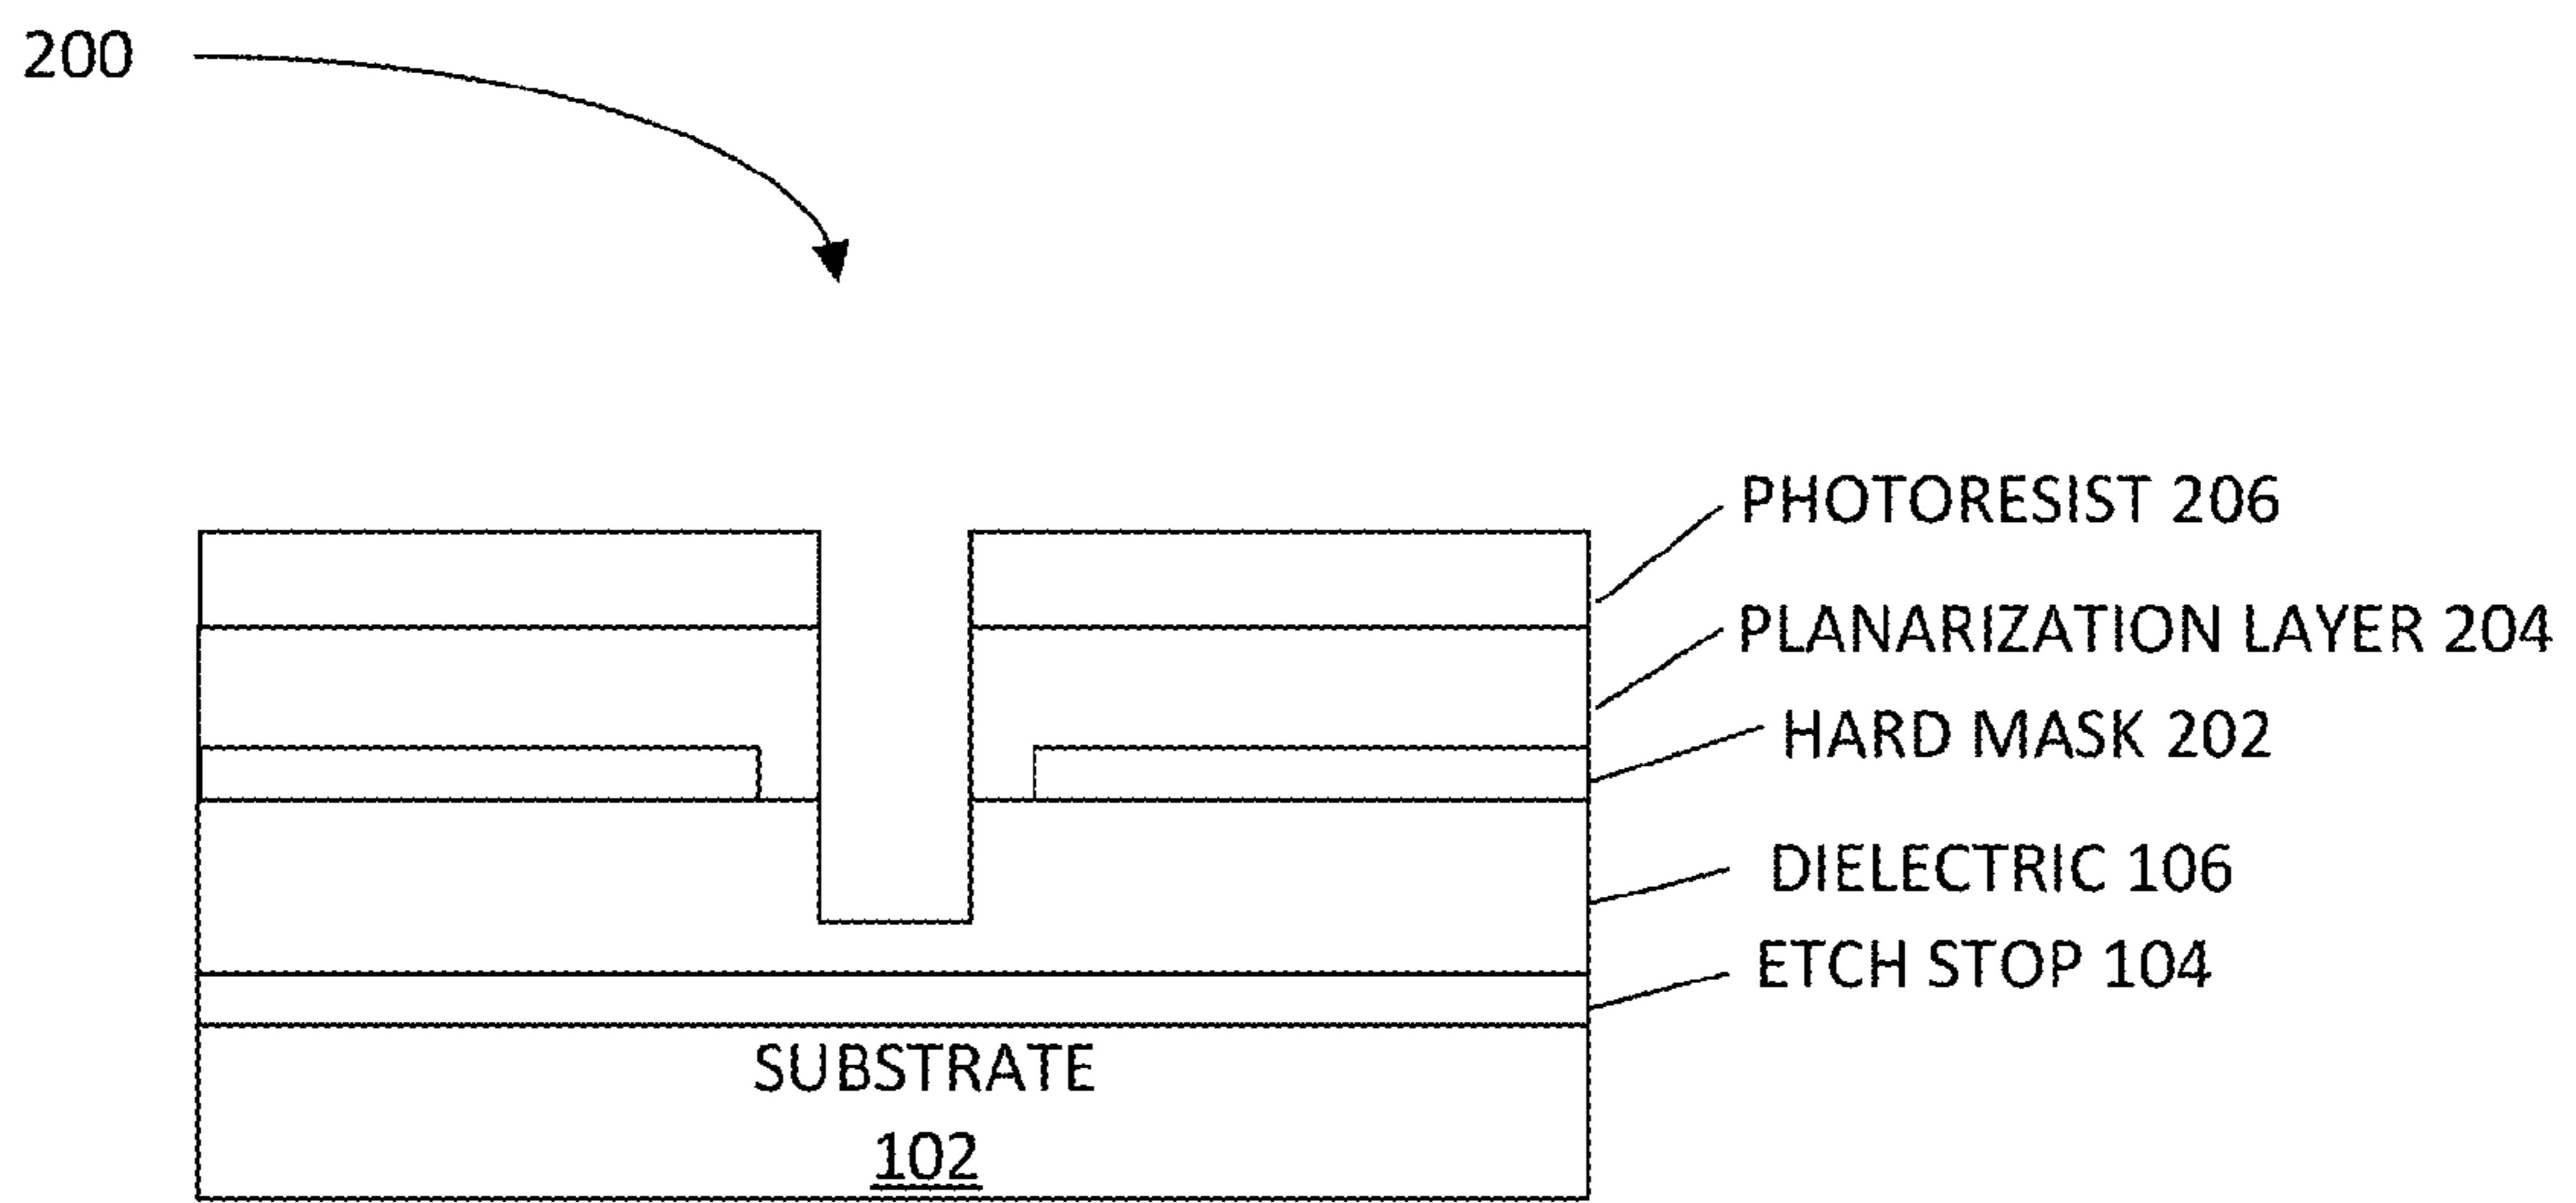 200
PHOTORESIST 206
PLANARIZATION LAYER 204
HARD MASK 202
DIELECTRIC 106
ETCH STOP 104
SUBSTRATE
102